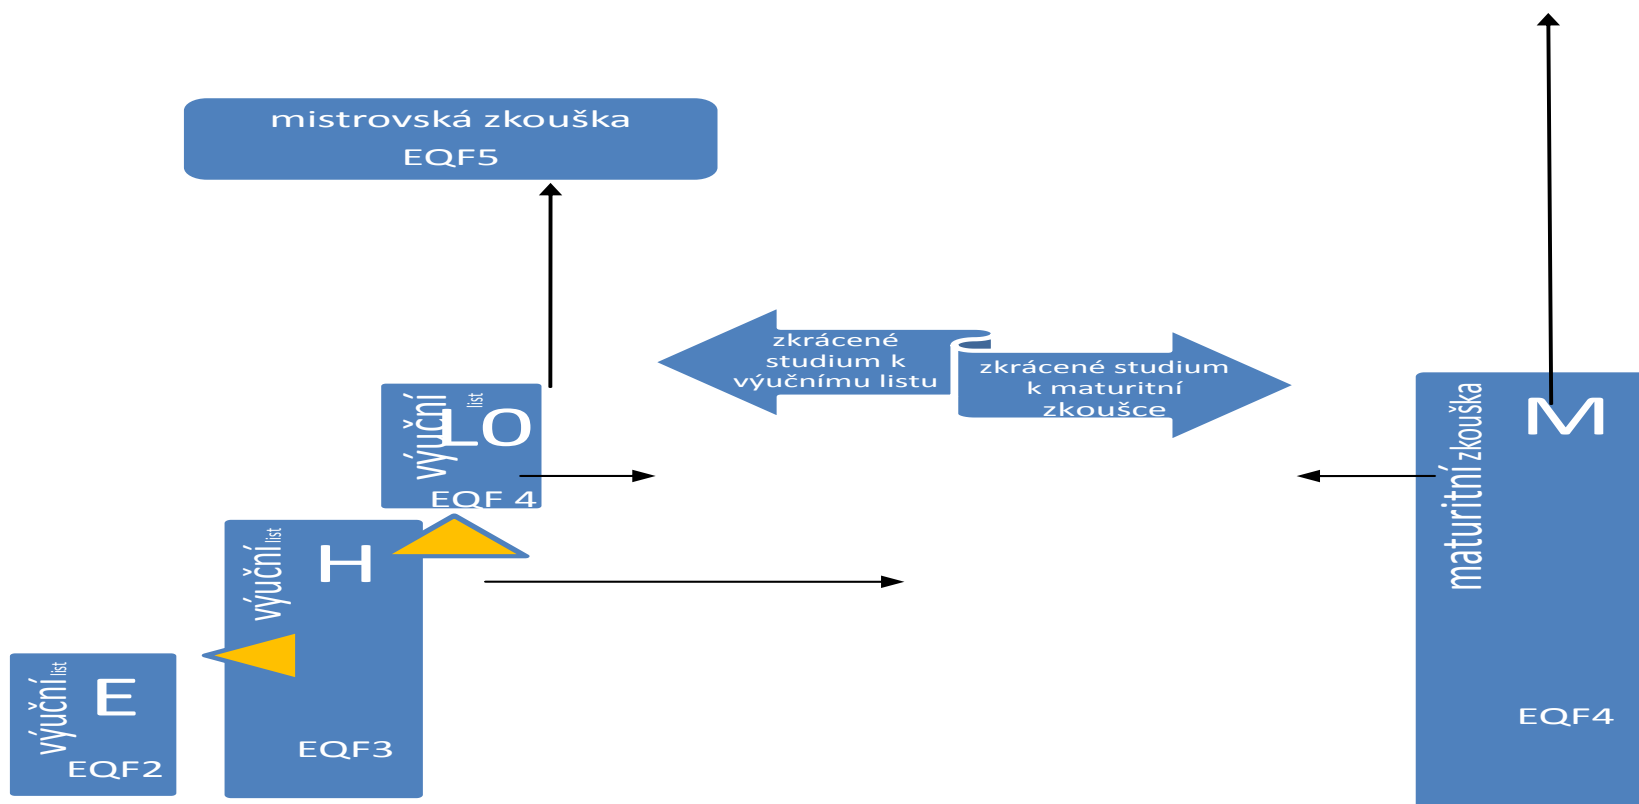 mistrovská zkouška
EQF5
zkrácené
studium k
výučnímu listu
zkrácené studium
k maturitní
zkoušce
výuční list
LO
EQF 4
maturitní zkouška
M
EQF4
výuční list
H
EQF3
výuční list
E
EQF2